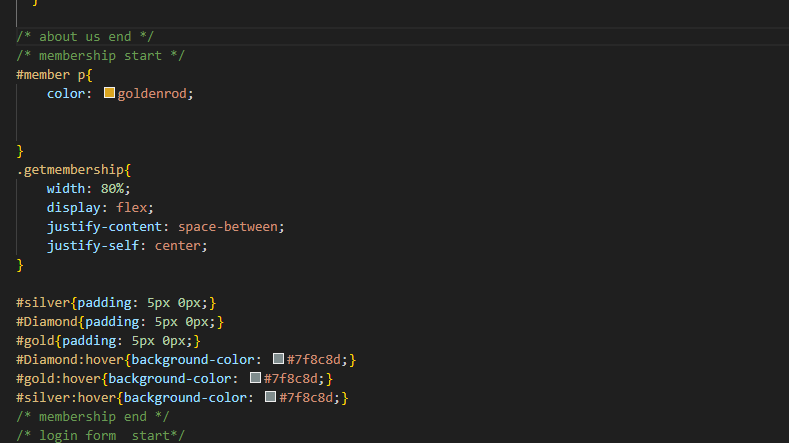 }
/* about us end */
/* membership start */
#member p{
color: goldenrod;
}
.getmembership{
width: 80%;
display: flex;
justify-content: space-between;
justify-self: center;
}
#silver{padding: 5px 0px;}
#Diamond{padding: 5px 0px;}
#gold{padding: 5px 0px;}
#Diamond:hover{background-color: #7f8c8d;}
#gold:hover{background-color: #7f8c8d;}
#silver:hover{background-color: #7f8c8d;}
/* membership end */
/* login form  start*/